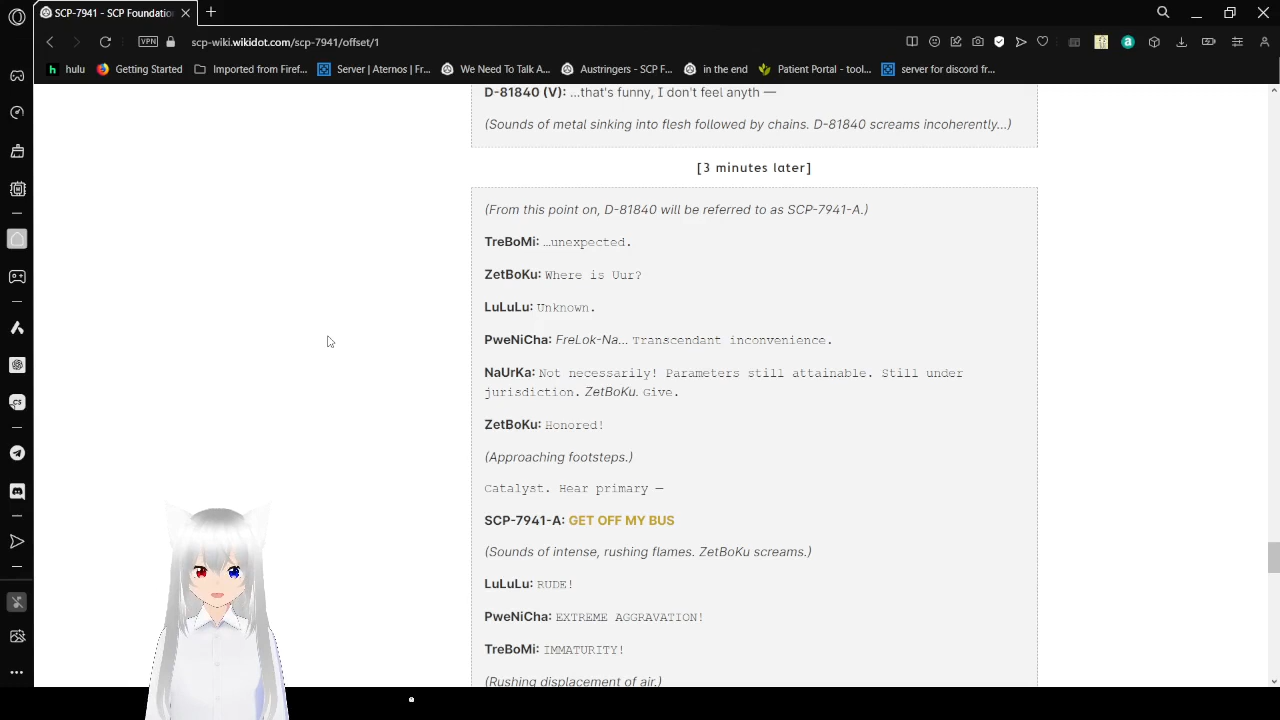 SCP-7941 - SCP Foundatio
scp-wiki.wikidot.com/scp-7941/offset/1
VPN
hulu
Getting Started
Imported from Firef...
Server | Aternos | Fr...
We Need To Talk A...
Austringers - SCP F...
in the end
Patient Portal - tool...
server for discord fr...
D-81840 (V): ...that's funny, I don't feel anyth —
(Sounds of metal sinking into flesh followed by chains. D-81840 screams incoherently...)
[3 minutes later]
(From this point on, D-81840 will be referred to as SCP-7941-A.)
TreBoMi: …unexpected.
ZetBoKu: Where is Uur?
LuLuLu: Unknown.
PweNiCha: FreLok-Na... Transcendant inconvenience.
NaUrKa: Not necessarily! Parameters still attainable. Still under
jurisdiction. ZetBoKu. Give.
ZetBoKu: Honored!
(Approaching footsteps.)
Catalyst. Hear primary —
SCP-7941-A: GET OFF MY BUS
(Sounds of intense, rushing flames. ZetBoKu screams.)
LuLuLu: RUDE!
PweNiCha: EXTREME AGGRAVATION!
TreBoMi: IMMATURITY!
(Rushing displacement of air.)